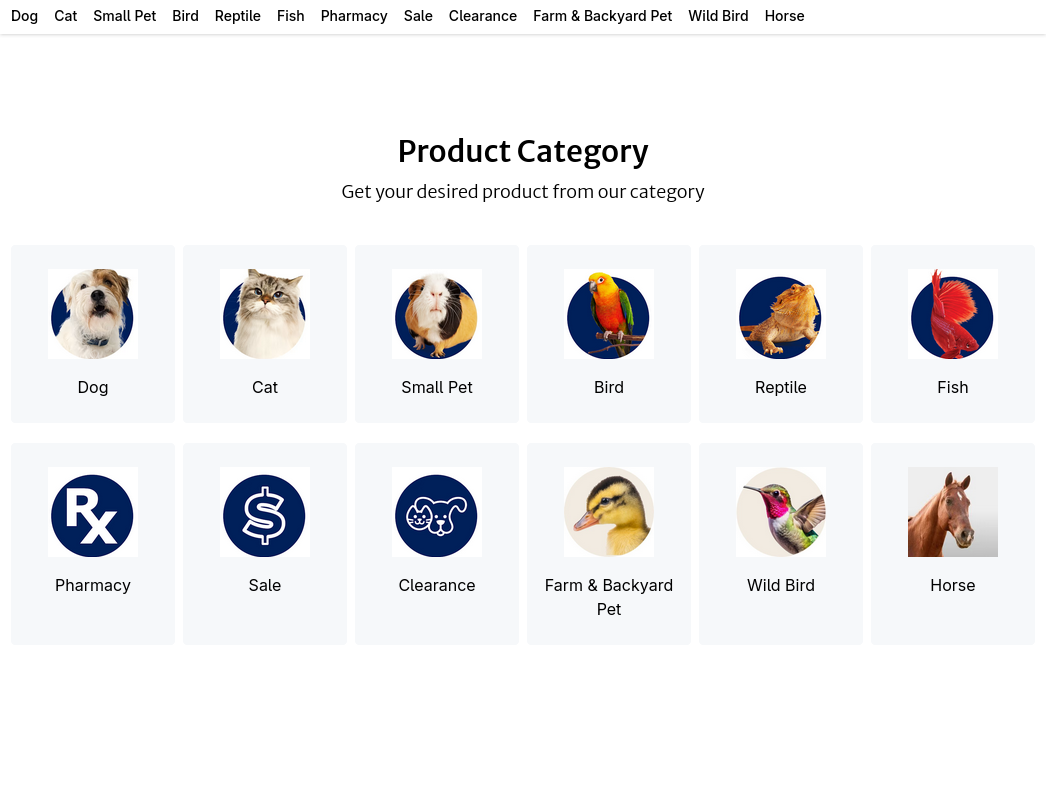 Dog Cat Small Pet Bird Reptile Fish Pharmacy Sale Clearance Farm & Backyard Pet Wild Bird Horse
Product Category
Get your desired product from our category
Dog Cat Small Pet Bird Reptile Fish
Rx $
Pharmacy Sale Clearance Farm & Backyard Wild Bird Horse
Pet